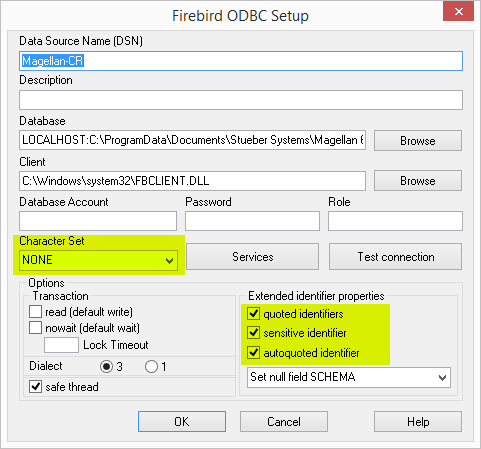 Firebird ODBC Setup
Data Source Name (DSN)
Magellan-CR
Description
Database
LOCALHOST:C:\ProgramData\Documents\Stueber Systems\Magellan
Browse
Client
C:\Windows\system32\FBCLIENT.DLL
Browse
Database Account Password Role
Character Set
NONE
Services
Test connection
Options
Transaction
read (default write)
nowait (default wait)
Lock Timeout
Dialect 3 1
safe thread
Extended identifier properties
quoted identifiers
sensitive identifier
autoquoted identifier
Set null field SCHEMA
OK Cancel Help